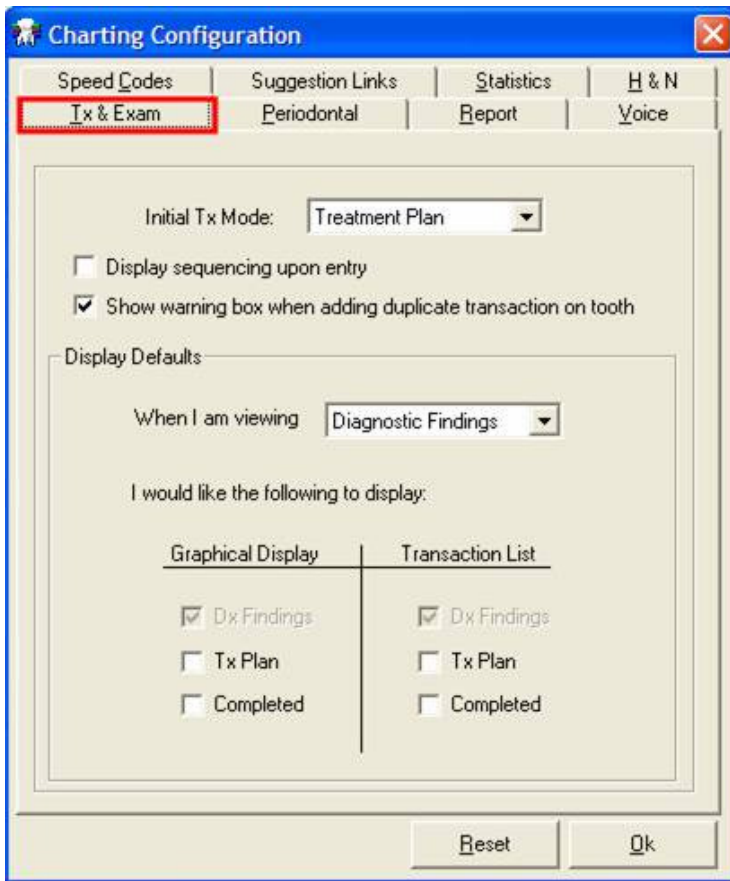 Charting Configuration
Speed Codes Suggestion Links Statistics H & N
Tx & Exam Periodontal Report Voice
Initial Tx Mode: Treatment Plan
Display sequencing upon entry
Show warning box when adding duplicate transaction on tooth
Display Defaults
When I am viewing Diagnostic Findings
I would like the following to display:
Graphical Display Transaction List
Dx Findings Dx Findings
Tx Plan Tx Plan
Completed Completed
Reset Ok